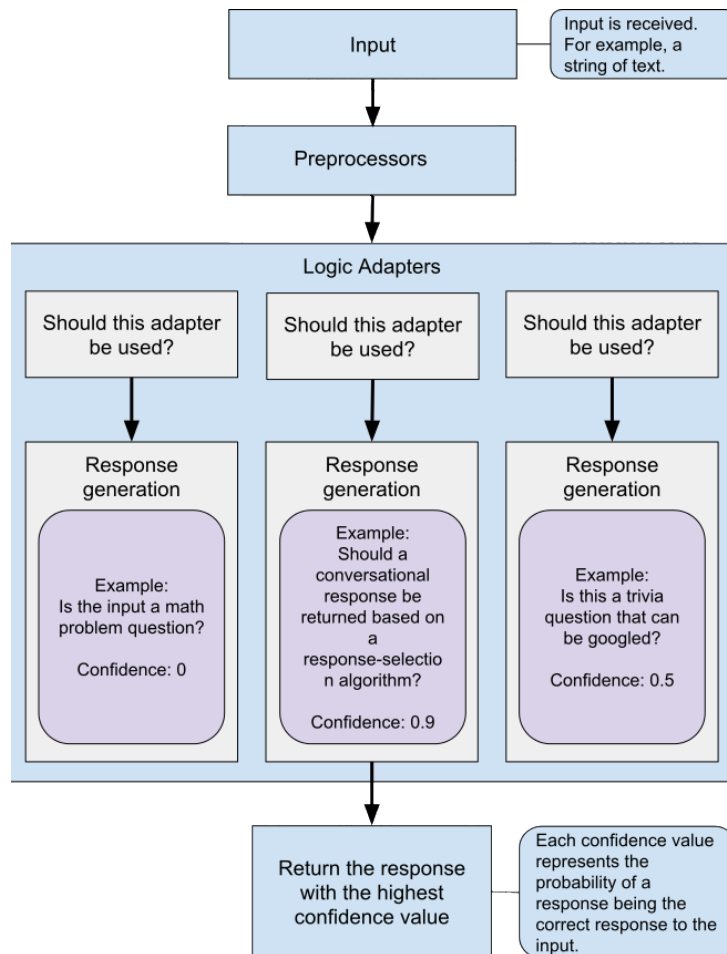 Input
Input is received.
For example, a
string of text.
Preprocessors
Logic Adapters
Should this adapter
be used?
Response
generation
Example:
Is the input a math
problem question?
Confidence: 0
Should this adapter
be used?
Response
generation
Example:
Should a
conversational
response be
returned based on
a
response-selectio
n algorithm?
Confidence: 0.9
Should this adapter
be used?
Response
generation
Example:
Is this a trivia
question that can
be googled?
Confidence: 0.5
Return the response
with the highest
confidence value
Each confidence value
represents the
probability of a
response being the
correct response to the
input.